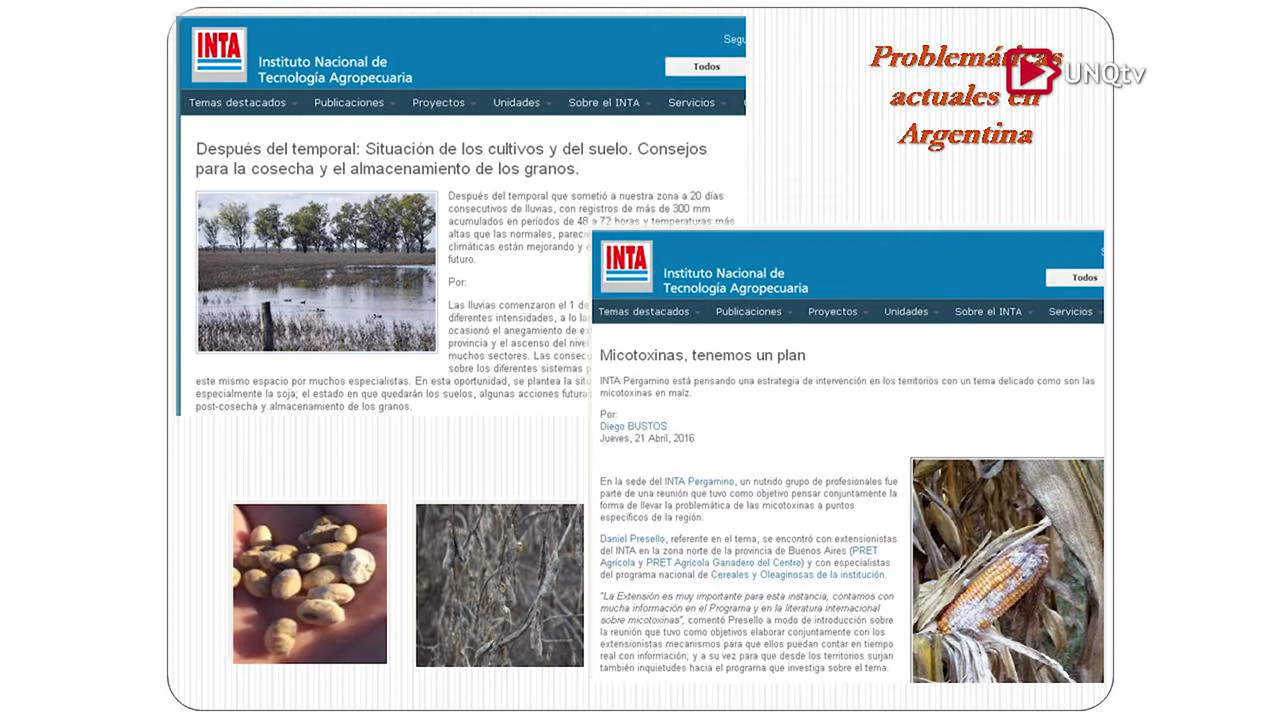 INTA
Instituto Nacional de
Tecnología Agropecuaria
Todos
Temas destacados Publicaciones Proyectos Unidades Sobre el INTA Servicios
Después del temporal: Situación de los cultivos y del suelo. Consejos
para la cosecha y el almacenamiento de los granos.
Después del temporal que sometió a nuestra zona a 20 días
consecutivos de lluvias, con registros de más de 300 mm
acumulados en períodos de 48 a 72 horas y temperaturas más
altas que las normales,
climáticas están mejorando y
futuro.
Por:
Las lluvias comenzaron el 1 de
diferentes intensidades, a lo
ocasionó el anegamiento de
provincia y el ascenso del
muchos sectores. Las
sobre los diferentes sistemas
este mismo espacio por muchos especialistas. En esta oportunidad, se plantea la
especialmente la soja; el estado en que quedarán los suelos, algunas acciones
post-cosecha y almacenamiento de los granos.
Problemáticas
actuales en
Argentina
UNQtv
INTA
Instituto Nacional de
Tecnología Agropecuaria
Todos
Temas destacados Publicaciones Proyectos Unidades Sobre el INTA Servicios
Micotoxinas, tenemos un plan
INTA Pergamino está pensando una estrategia de intervención en los territorios con un tema delicado como son las
micotoxinas en maíz.
Por:
Diego BUSTOS
Jueves, 21 Abril, 2016
En la sede del INTA Pergamino, un nutrido grupo de profesionales fue
parte de una reunión que tuvo como objetivo pensar conjuntamente la
forma de llevar la problemática de las micotoxinas a puntos
específicos de la región.
Daniel Presello, referente en el tema, se encontró con extensionistas
del INTA en la zona norte de la provincia de Buenos Aires (PRET
Agrícola y PRET Agrícola Ganadero del Centro) y con especialistas
del programa nacional de Cereales y Oleaginosas de la institución.
"La Extensión es muy importante para esta instancia, contamos con
mucha información en el Programa y en la literatura internacional
sobre micotoxinas", comentó Presello a modo de introducción sobre
la reunión que tuvo como objetivos elaborar conjuntamente con los
extensionistas mecanismos para que ellos puedan contar en tiempo
real con información; y a su vez para que desde los territorios surjan
también inquietudes hacia el programa que investiga sobre el tema.